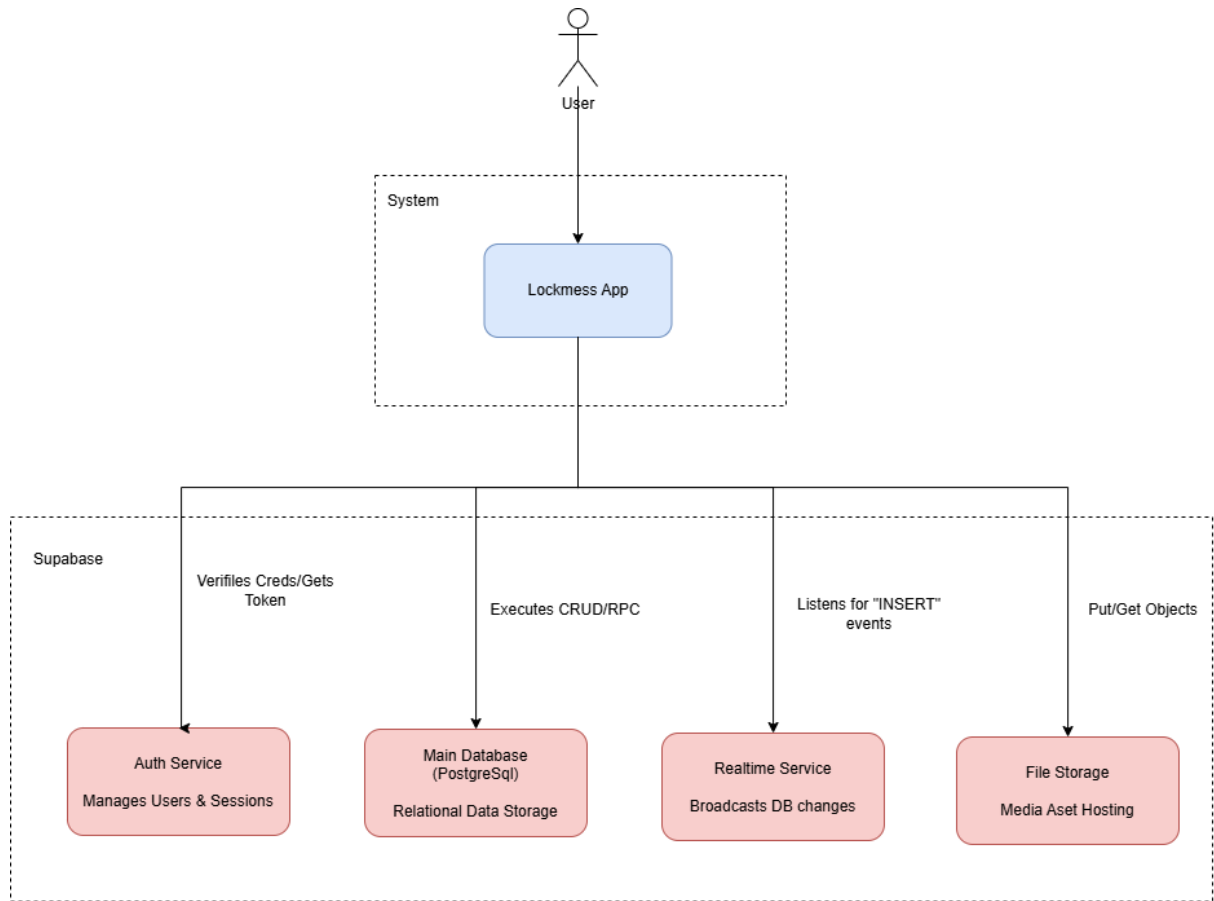 User
System
Lockmess App
Supabase
Verifiles Creds/Gets
Token
Executes CRUD/RPC
Listens for "INSERT"
events
Put/Get Objects
Auth Service
Manages Users & Sessions
Main Database
(PostgreSql)
Relational Data Storage
Realtime Service
Broadcasts DB changes
File Storage
Media Aset Hosting